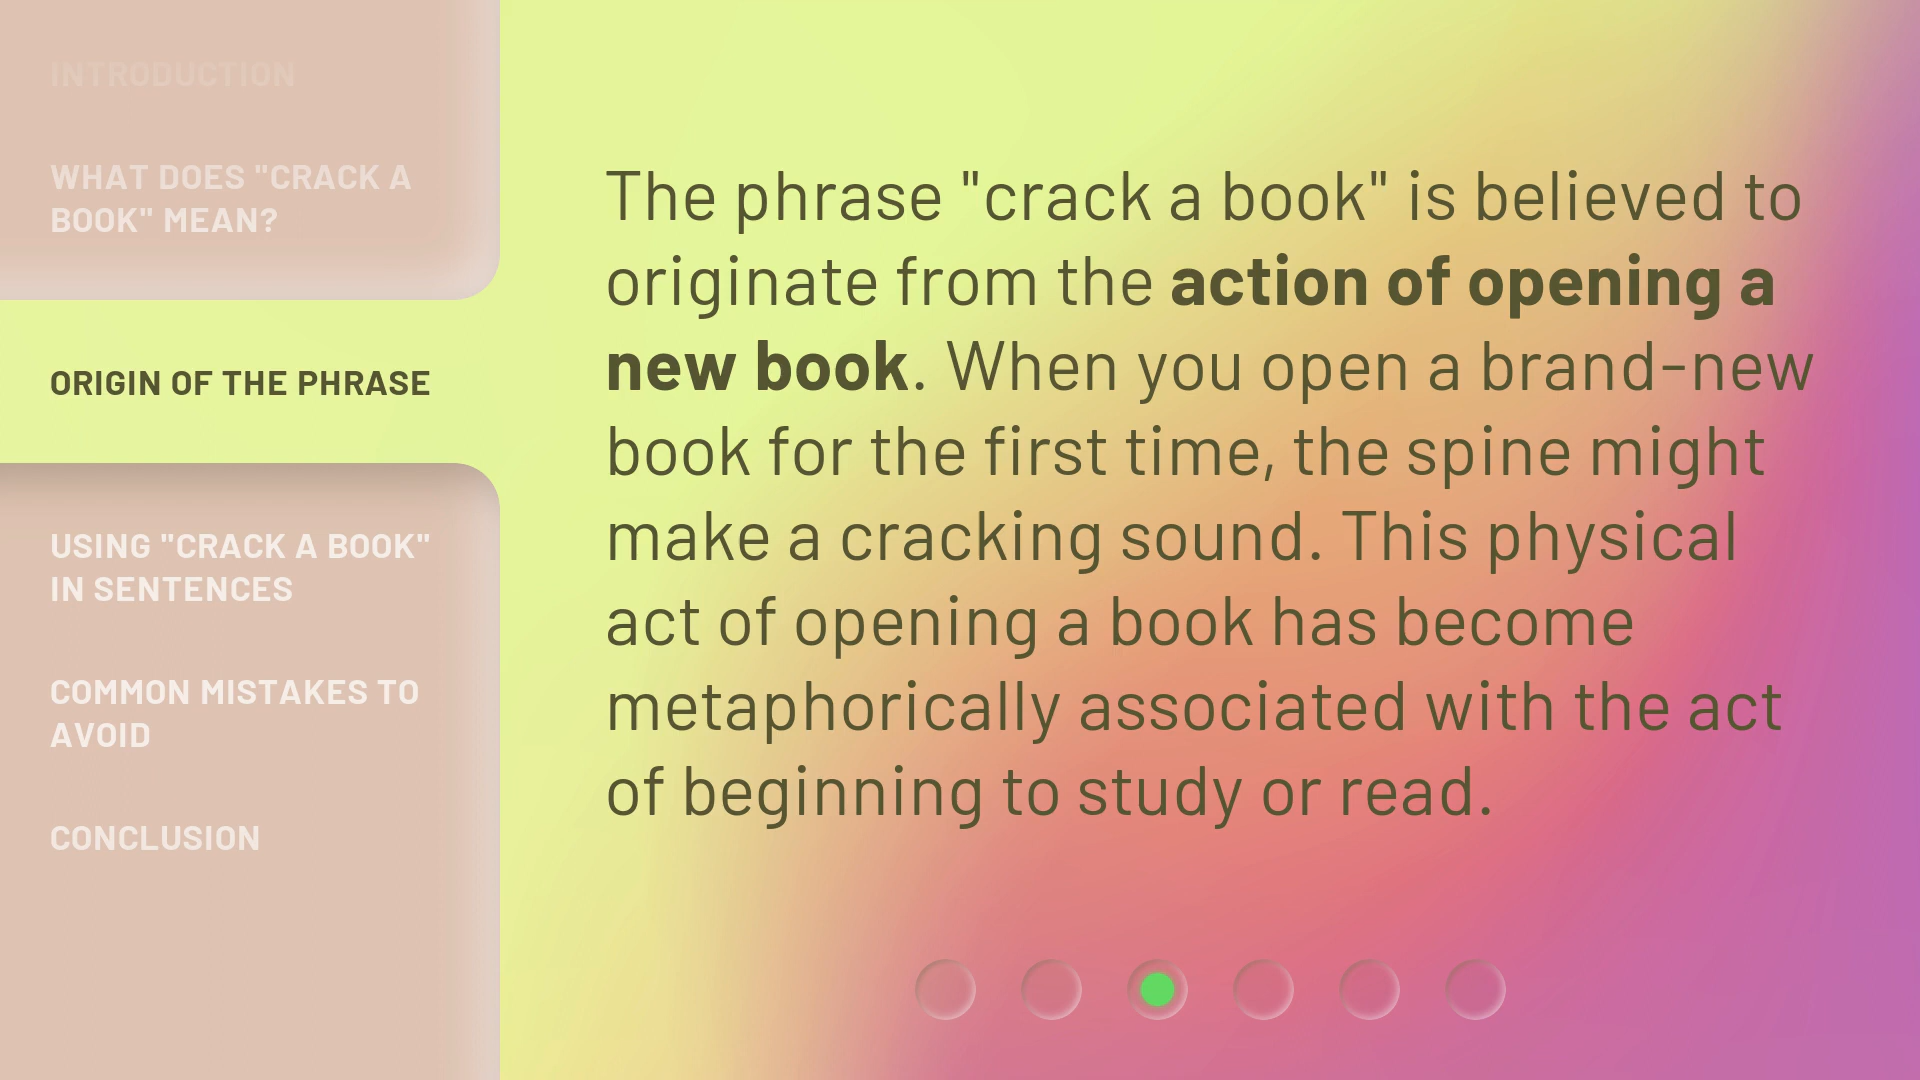 INTRODUCTION
WHAT DOES "CRACK A
BOOK" MEAN?
ORIGIN OF THE PHRASE
USING "CRACK A BOOK"
IN SENTENCES
COMMON MISTAKES TO
AVOID
CONCLUSION
The phrase "crack a book" is believed to
originate from the action of opening a
new book. When you open a brand-new
book for the first time, the spine might
make a cracking sound. This physical
act of opening a book has become
metaphorically associated with the act
of beginning to study or read.